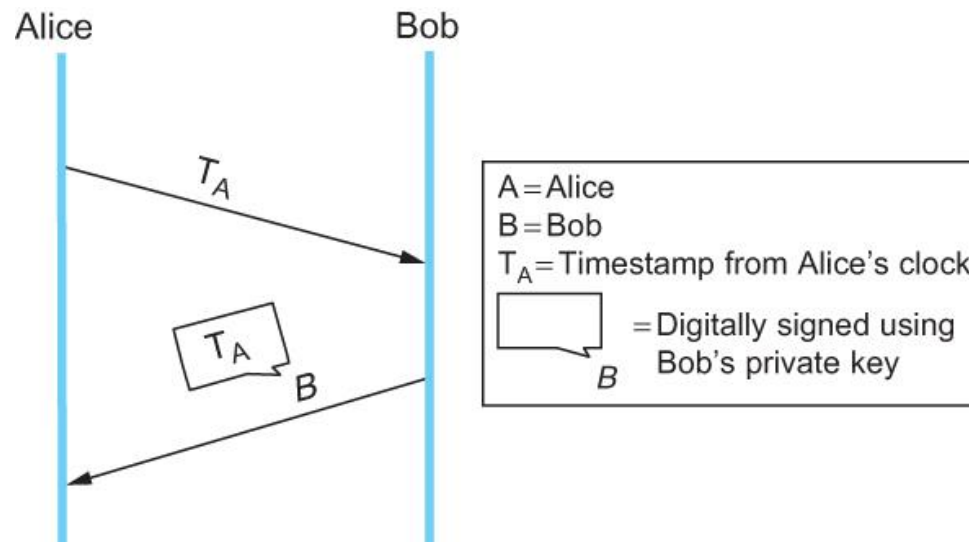 Alice
Bob
T_A
T_A
B
A=Alice
B=Bob
T_A=Timestamp from Alice's clock
=Digitally signed using
B
Bob's private key